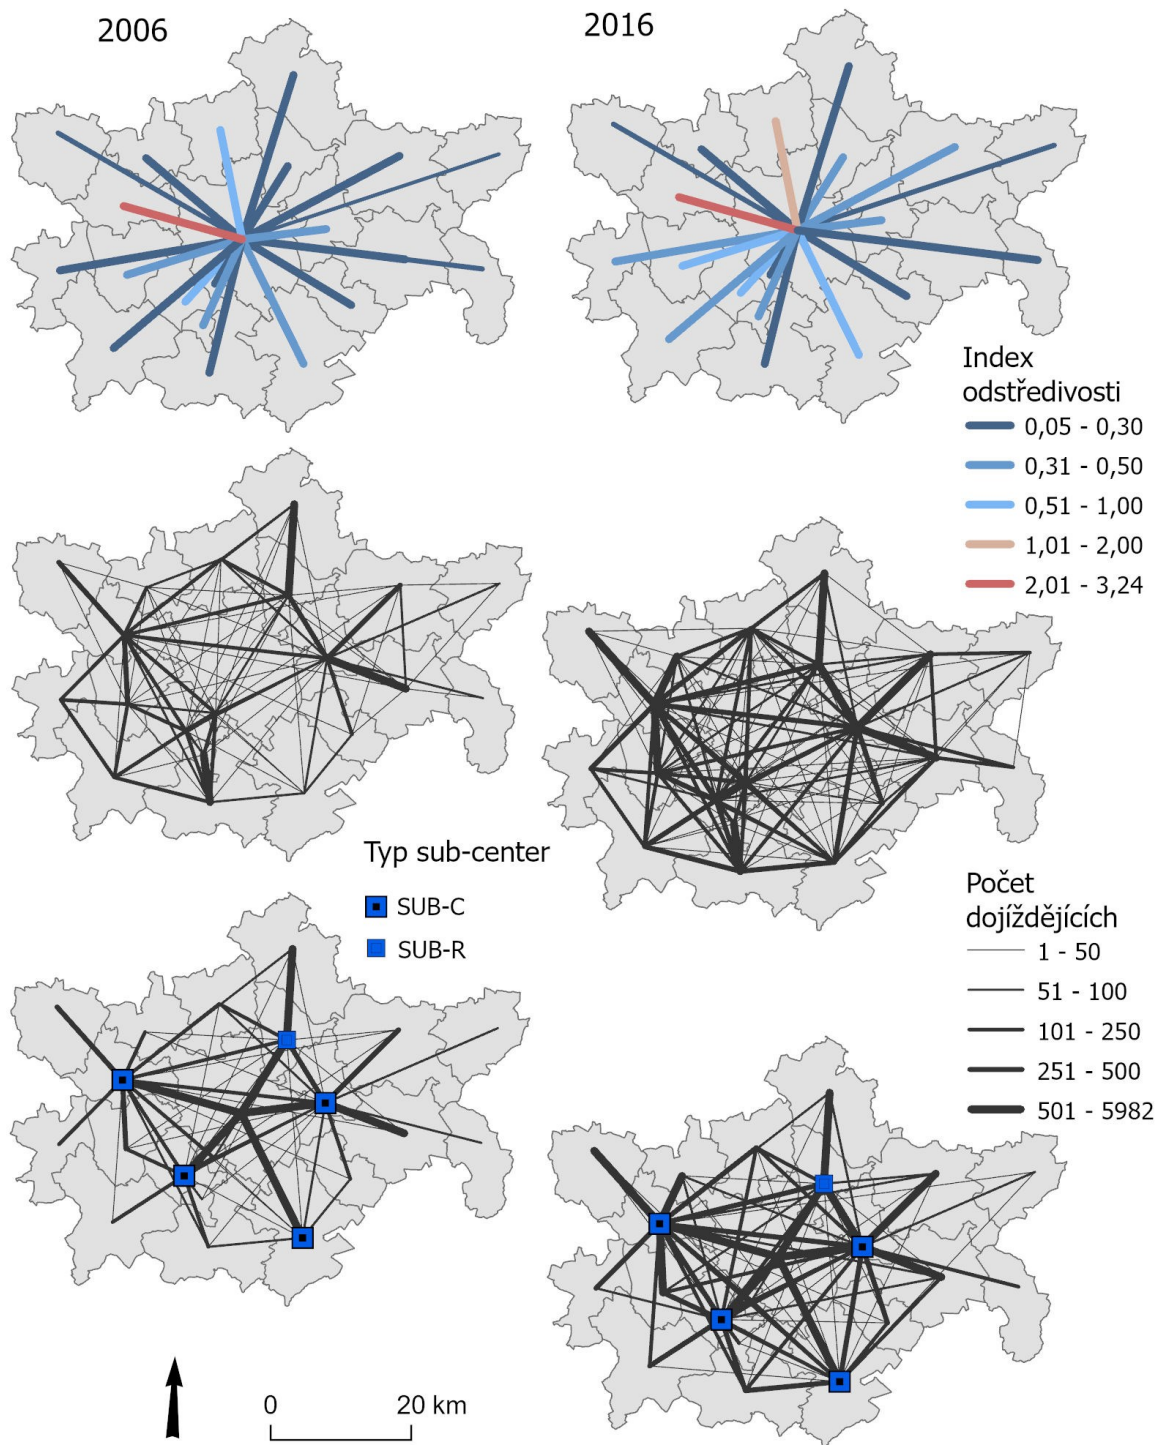 2006
2016
Index
odstředivosti
0,05 - 0,30
0,31 - 0,50
0,51 - 1,00
1,01 - 2,00
2,01 - 3,24
Typ sub-center
SUB-C
SUB-R
Počet
dojíždějících
1 - 50
51 - 100
101 - 250
251 - 500
501 - 5982
0
20 km